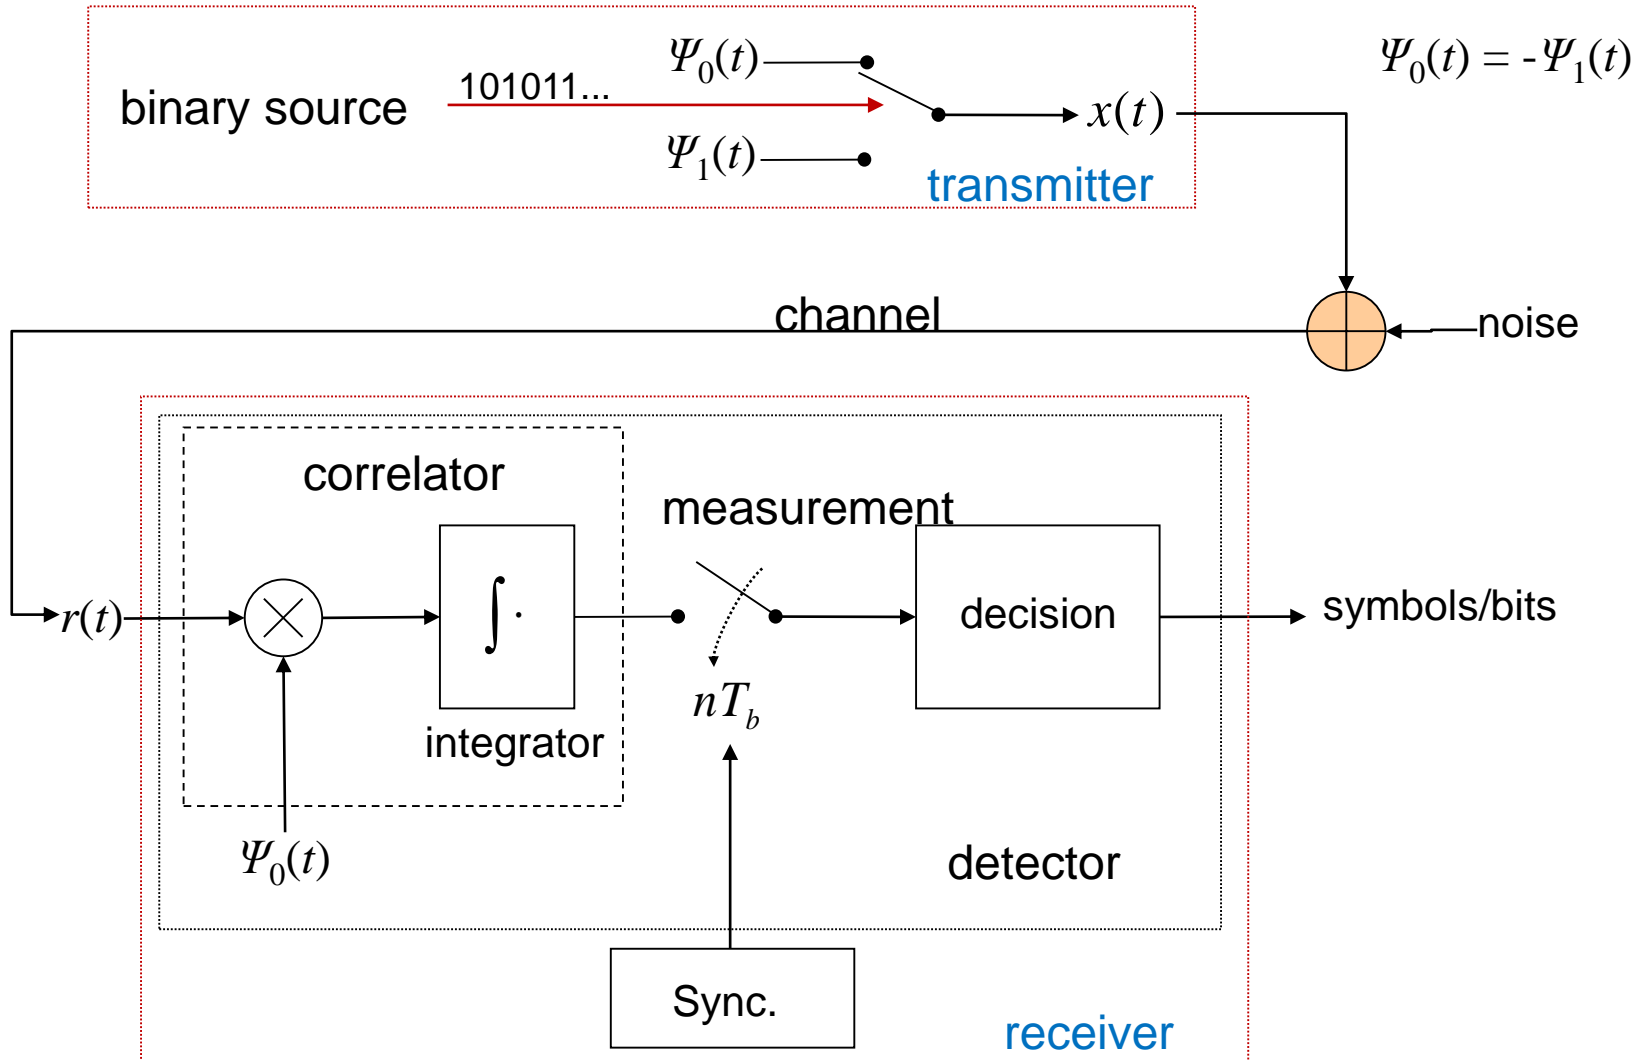 Ψ₀(t)
Ψ₀(t) = -Ψ₁(t)
binary source
101011...
x(t)
Ψ₁(t)
transmitter
channel
noise
correlator
measurement
r(t)
∫ ·
decision
symbols/bits
nT_b
integrator
Ψ₀(t)
detector
Sync.
receiver